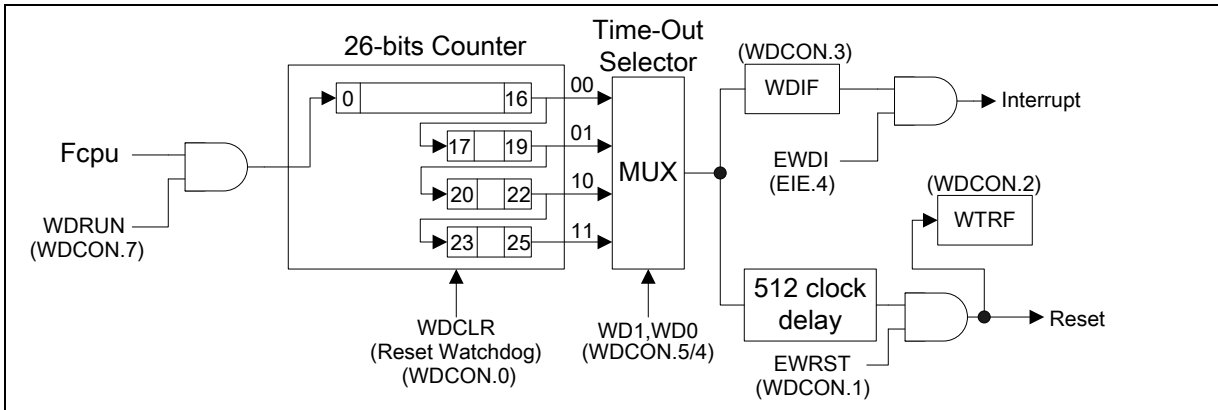 26-bits Counter
Time-Out
Selector
(WDCON.3)
0
16
00
WDIF
Interrupt
17
19
01
Fcpu
MUX
EWDI
(EIE.4)
20
22
10
(WDCON.2)
WTRF
WDRUN
(WDCON.7)
23
25
11
512 clock
delay
Reset
WDCLR
(Reset Watchdog)
(WDCON.0)
WD1,WD0
(WDCON.5/4)
EWRST
(WDCON.1)